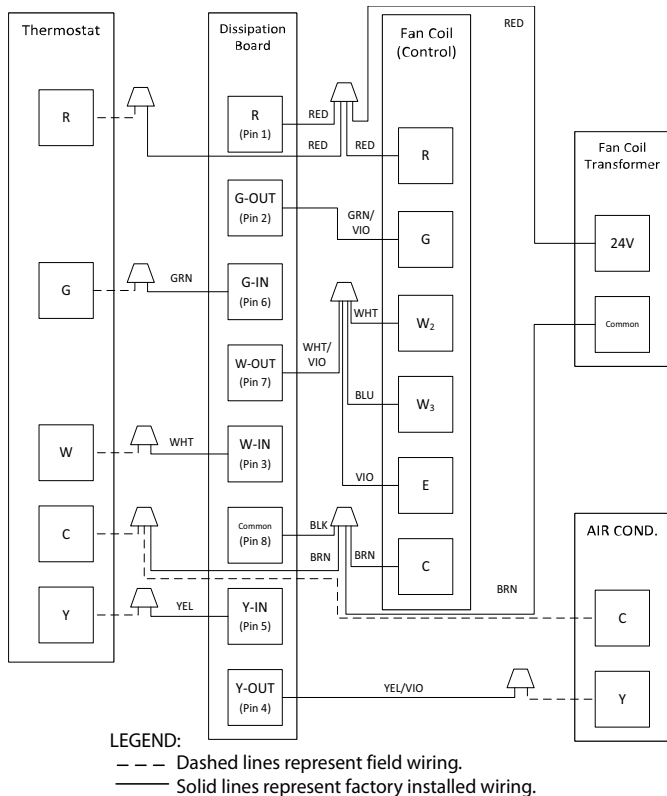 Thermostat
Dissipation
Board
Fan Coil
(Control)
RED
Fan Coil
Transformer
R
R
(Pin 1)
RED
RED
RED
R
G-OUT
(Pin 2)
GRN/
VIO
G
24V
G
GRN
G-IN
(Pin 6)
WHT
W2
Common
W-OUT
(Pin 7)
WHT/
VIO
BLU
W3
W
WHT
W-IN
(Pin 3)
VIO
E
C
Common
(Pin 8)
BLK
BRN
BRN
C
BRN
AIR COND.
C
Y
YEL
Y-IN
(Pin 5)
Y-OUT
(Pin 4)
YEL/VIO
Y
LEGEND:
Dashed lines represent field wiring.
Solid lines represent factory installed wiring.